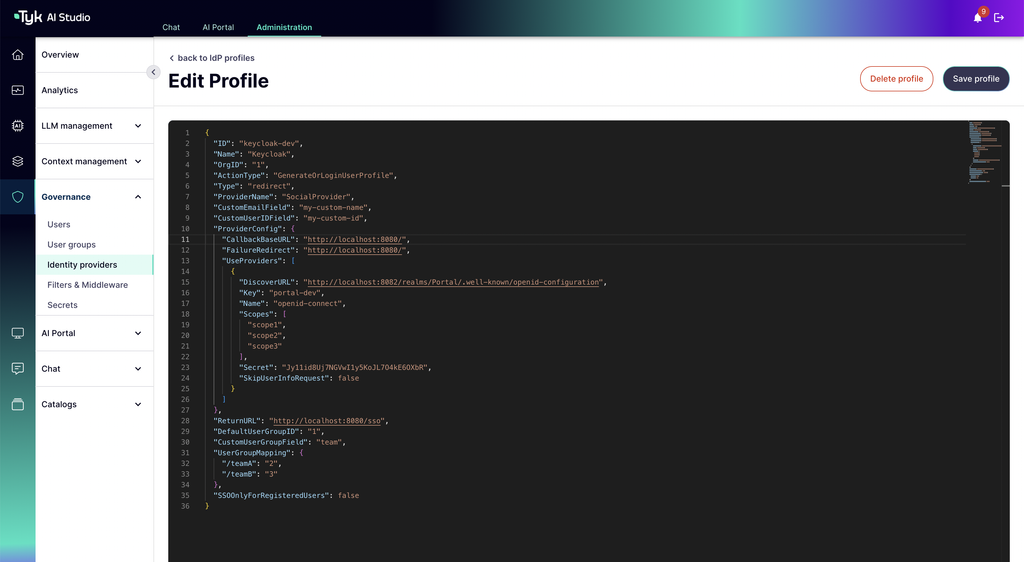 Tyk AI Studio
Chat AI Portal Administration
9
Overview
Analytics
LLM management
Context management
Governance
Users
User groups
Identity providers
Filters & Middleware
Secrets
AI Portal
Chat
Catalogs
back to IdP profiles
Edit Profile
Delete profile
Save profile
1 {
2 "ID": "keycloak-dev",
3 "Name": "Keycloak",
4 "OrgID": "1",
5 "ActionType": "GenerateOrLoginUserProfile",
6 "Type": "redirect",
7 "ProviderName": "SocialProvider",
8 "CustomEmailField": "my-custom-name",
9 "CustomUserIDField": "my-custom-id",
10 "ProviderConfig": {
11 "CallbackBaseURL": "http://localhost:8080/",
12 "FailureRedirect": "http://localhost:8080/",
13 "UseProviders": [
14 {
15 "DiscoverURL": "http://localhost:8082/realms/Portal/.well-known/openid-configuration",
16 "Key": "portal-dev",
17 "Name": "openid-connect",
18 "Scopes": [
19 "scope1",
20 "scope2",
21 "scope3"
22 ],
23 "Secret": "Jy11id8Uj7NGVwI1y5KoJL7O4kE6OXbR",
24 "SkipUserInfoRequest": false
25 }
26 ]
27 },
28 "ReturnURL": "http://localhost:8080/sso",
29 "DefaultUserGroupID": "1",
30 "CustomUserGroupField": "team",
31 "UserGroupMapping": {
32 "/teamA": "2",
33 "/teamB": "3"
34 },
35 "SSOOnlyForRegisteredUsers": false
36 }